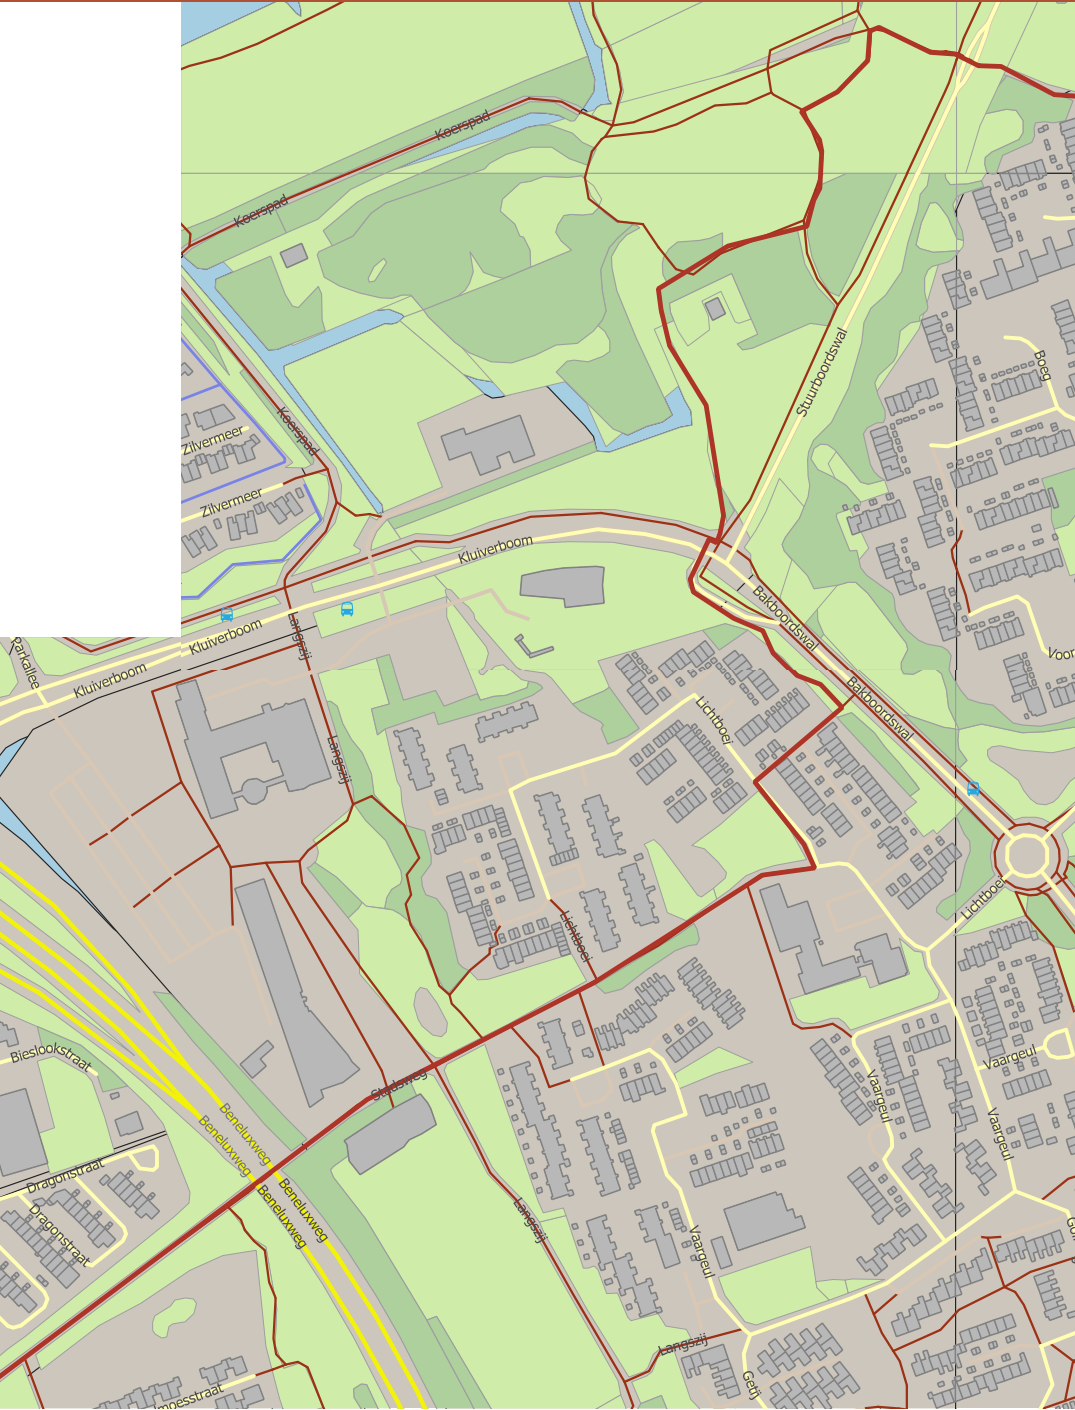 Koerspad
Koerspad
Stuurboordswal
Boeg
Koerspad
Zilvermeer
Zilvermeer
Kluiverboom
Bakboordswal
Langszij
Kluiverboom
Parkallee
Kluiverboom
Voor
Bakboordswal
Lichtboei
Langszij
Lichtboei
Lichtboei
Bieslookstraat
Vaargeul
Stadsweg
Vaargeul
Beneluxweg
Beneluxweg
Vaargeul
Dragonstraat
Dragonstraat
Beneluxweg
Beneluxweg
Langszij
Vaargeul
Langszij
Getij
moesstraat